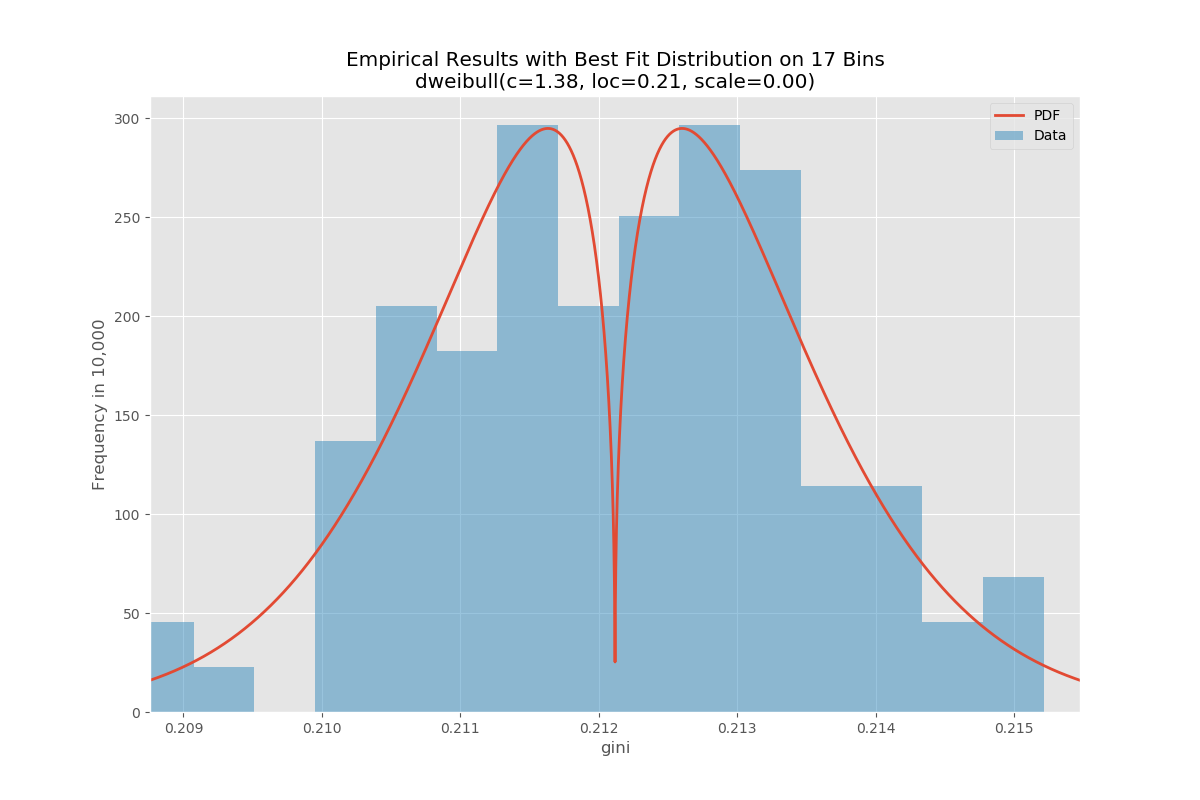 Empirical Results with Best Fit Distribution on 17 Bins
dweibull(c=1.38, loc=0.21, scale=0.00)
PDF
Data
300
250
200
150
100
50
0
Frequency in 10,000
0.209
0.210
0.211
0.212
0.213
0.214
0.215
gini